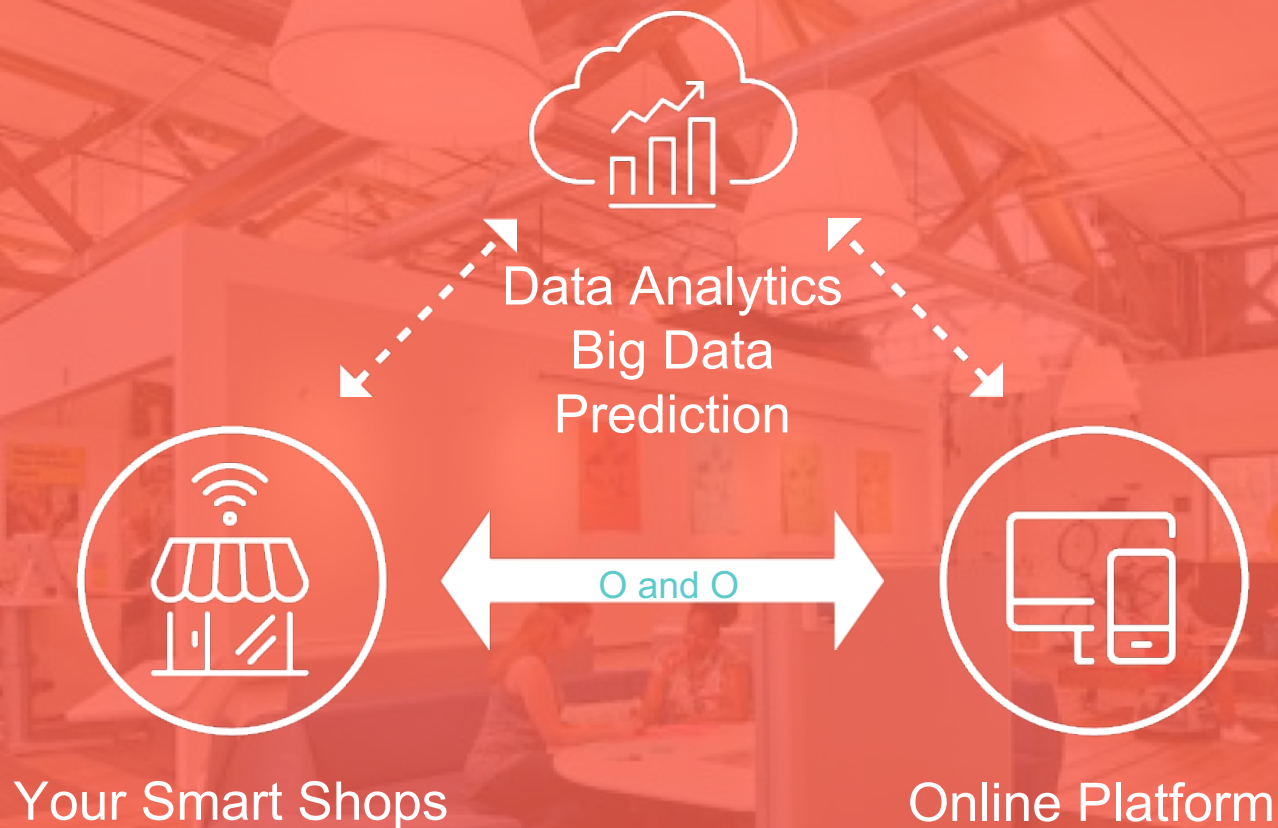 Data Analytics
Big Data
Prediction
O and O
Your Smart Shops
Online Platform